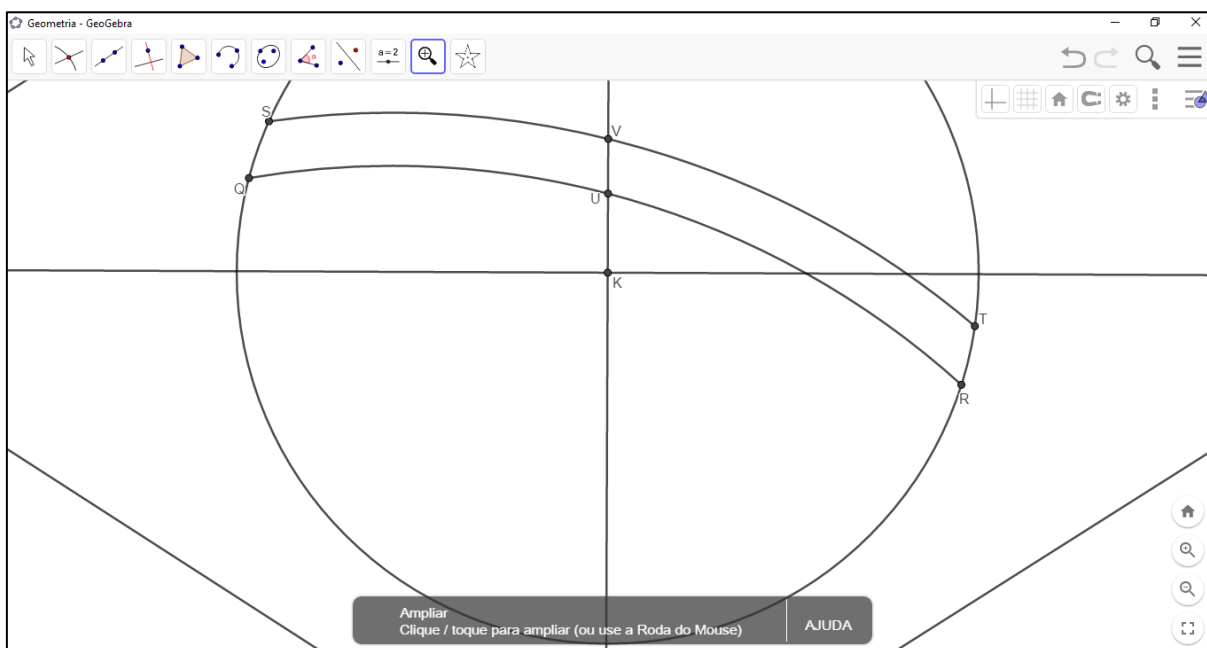 Geometria - GeoGebra
a=2
S
V
Q
U
K
T
R
Ampliar
Clique / toque para ampliar (ou use a Roda do Mouse)
AJUDA